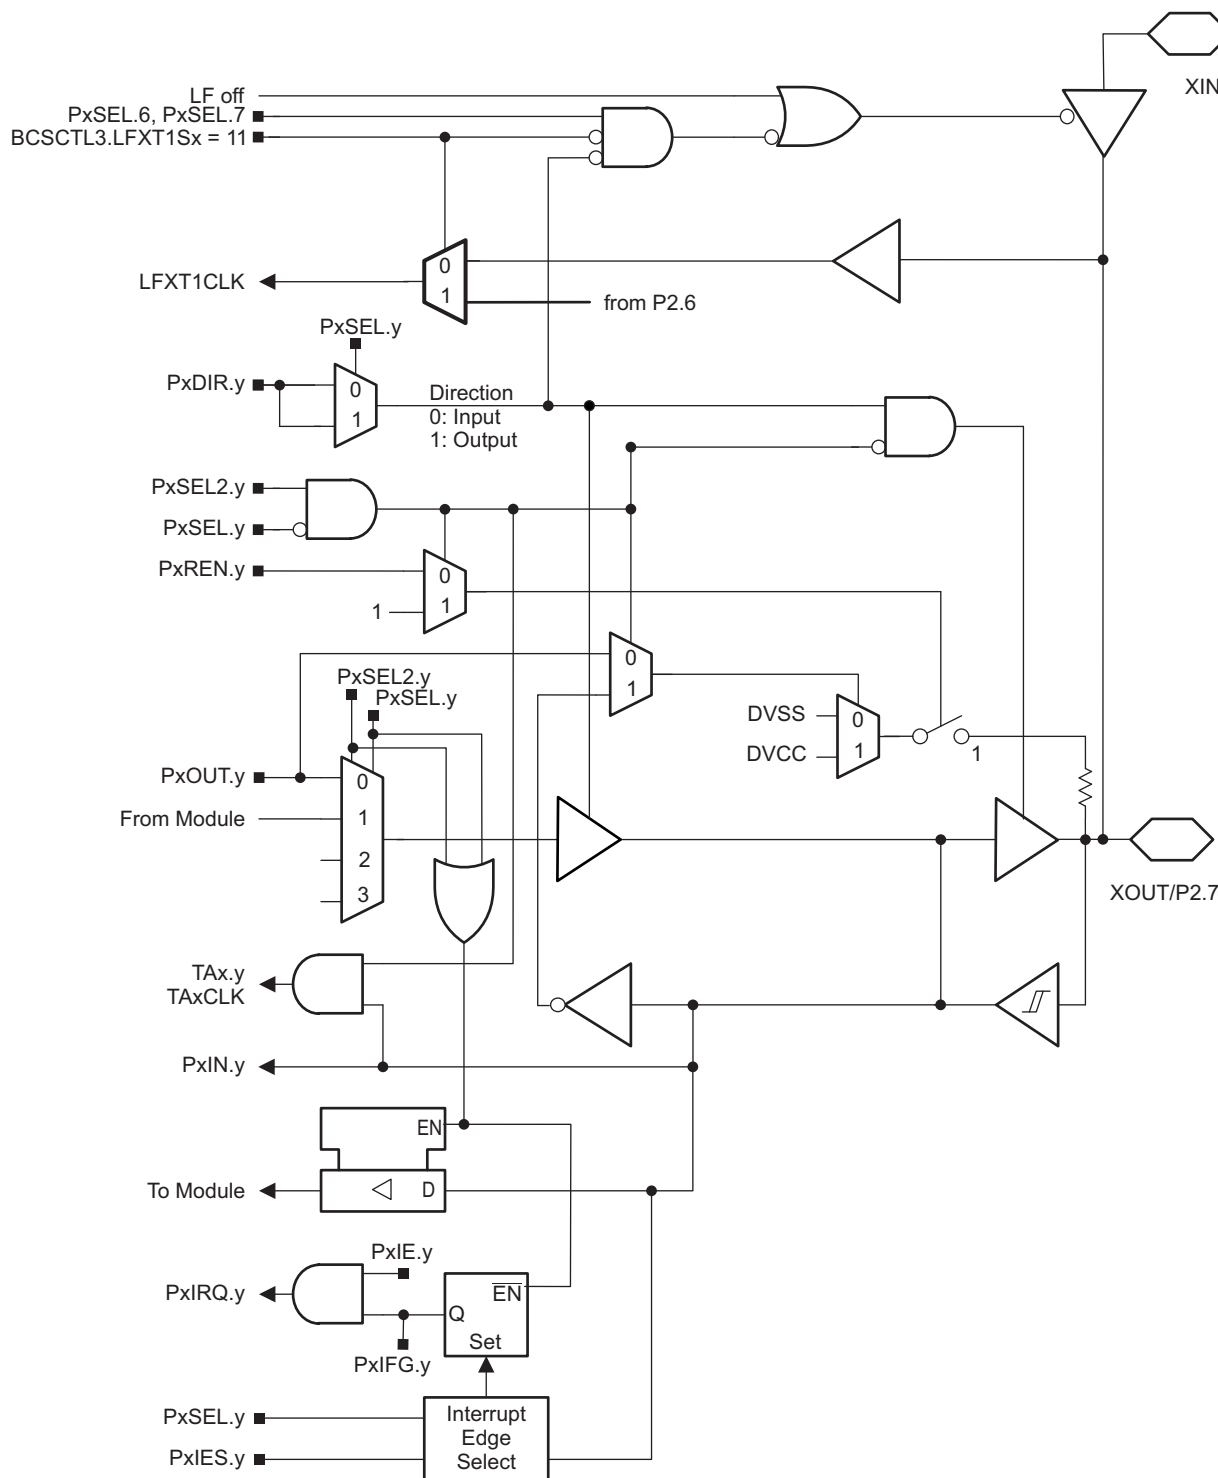 XIN
LF off
PxSEL.6, PxSEL.7
BCSCTL3.LFXT1Sx = 11
0
LFXT1CLK
1
from P2.6
PxSEL.y
PxDIR.y
0
1
Direction
0: Input
1: Output
PxSEL2.y
PxSEL.y
PxREN.y
0
1
1
0
1
PxSEL2.y
PxSEL.y
DVSS
0
DVCC
1
1
PxOUT.y
0
From Module
1
2
3
XOUT/P2.7
TAx.y
TAxCLK
PxIN.y
EN
To Module
D
PxIE.y
PxIRQ.y
EN
Q
Set
PxIFG.y
PxSEL.y
PxIES.y
Interrupt
Edge
Select